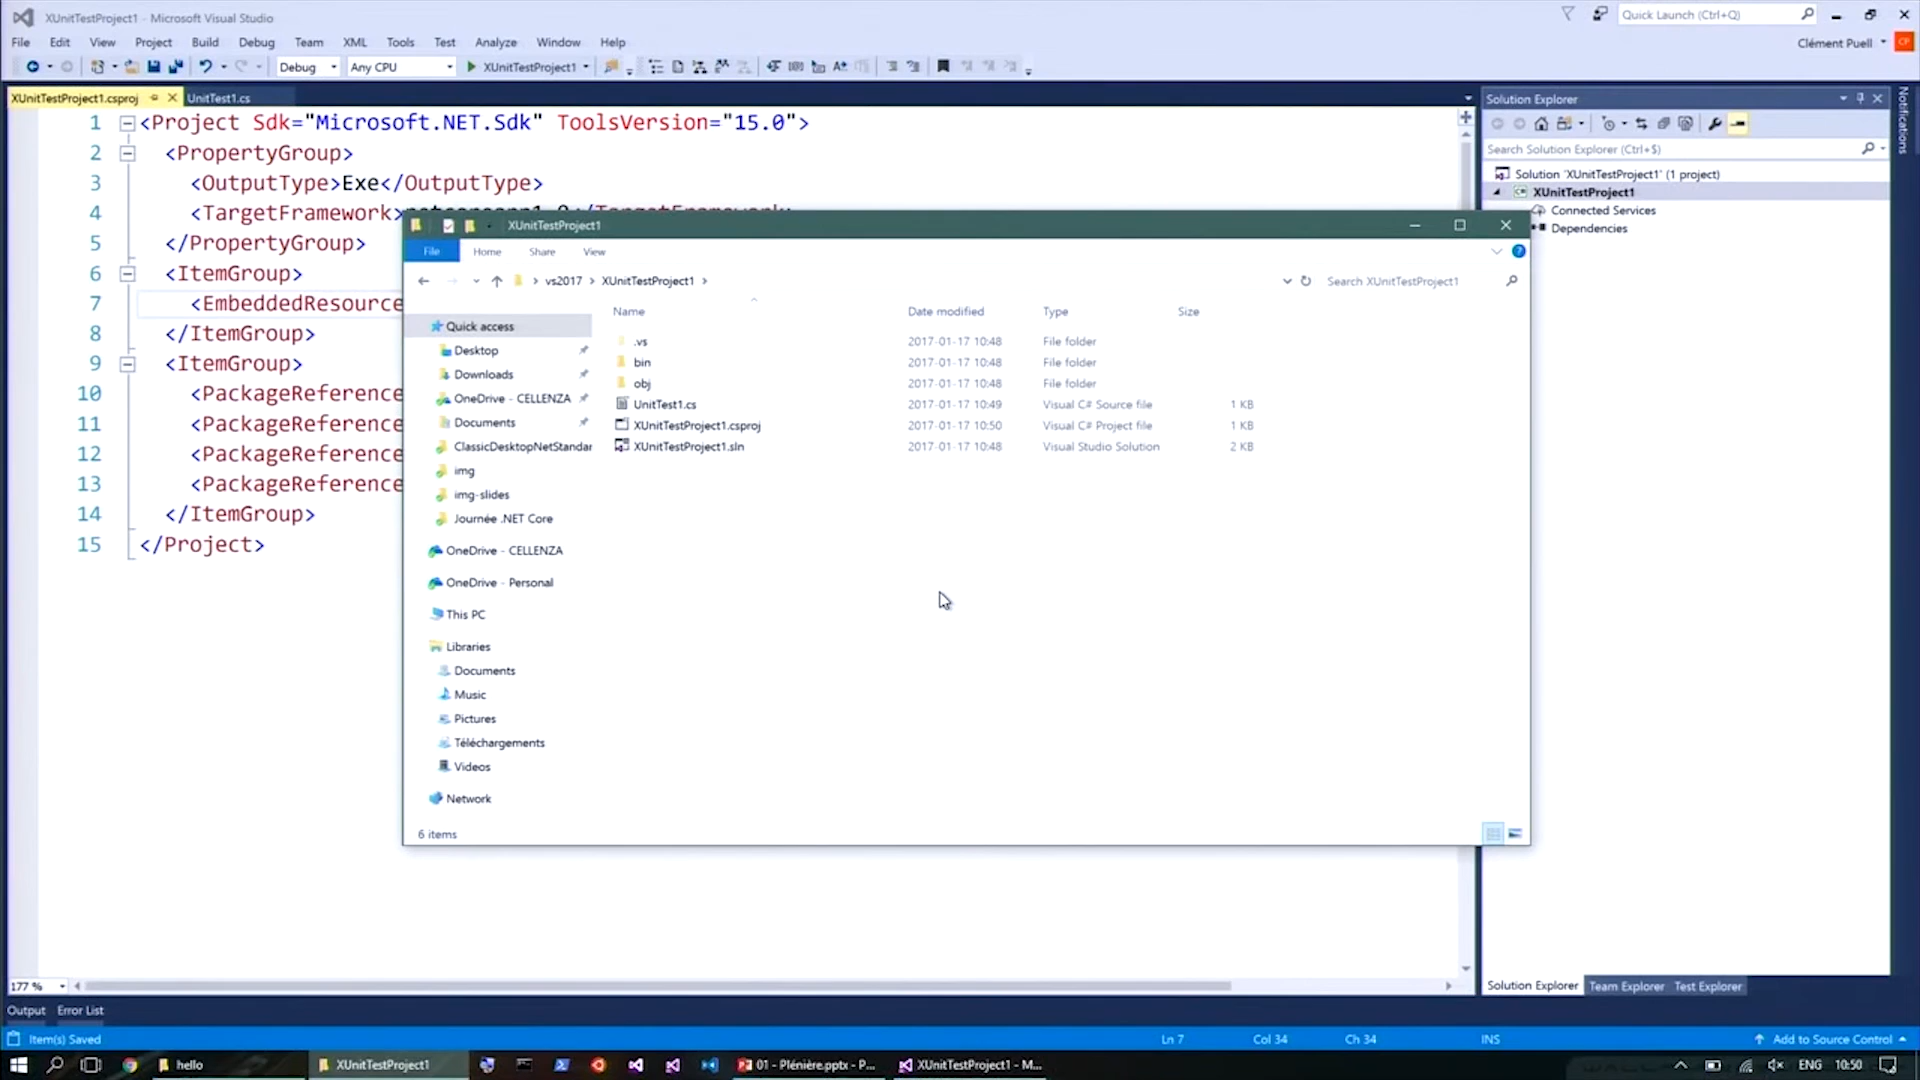 XUnitTestProject1 - Microsoft Visual Studio
Quick Launch (Ctrl+Q)
File Edit View Project Build Debug Team XML Tools Test Analyze Window Help
Clément Puell
CP
Debug Any CPU XUnitTestProject1
XUnitTestProject1.csproj UnitTest1.cs
1 <Project Sdk="Microsoft.NET.Sdk" ToolsVersion="15.0">
2 <PropertyGroup>
3 <OutputType>Exe</OutputType>
4 <TargetFramework>
5 </PropertyGroup>
6 <ItemGroup>
7 <EmbeddedResource
8 </ItemGroup>
9 <ItemGroup>
10 <PackageReference
11 <PackageReference
12 <PackageReference
13 <PackageReference
14 </ItemGroup>
15 </Project>
XUnitTestProject1
File Home Share View
vs2017 XUnitTestProject1
Search XUnitTestProject1
Name Date modified Type Size
.vs 2017-01-17 10:48 File folder
bin 2017-01-17 10:48 File folder
obj 2017-01-17 10:48 File folder
UnitTest1.cs 2017-01-17 10:49 Visual C# Source file 1 KB
XUnitTestProject1.csproj 2017-01-17 10:50 Visual C# Project file 1 KB
XUnitTestProject1.sln 2017-01-17 10:48 Visual Studio Solution 2 KB
Quick access
Desktop
Downloads
OneDrive - CELLENZA
Documents
ClassicDesktopNetStandar
img
img-slides
Journée .NET Core
OneDrive - CELLENZA
OneDrive - Personal
This PC
Libraries
Documents
Music
Pictures
Téléchargements
Videos
Network
6 items
Solution Explorer
Search Solution Explorer (Ctrl+$)
Solution 'XUnitTestProject1' (1 project)
XUnitTestProject1
Connected Services
Dependencies
Notifications
177 %
Solution Explorer Team Explorer Test Explorer
Output Error List
Item(s) Saved
Ln 7 Col 34 Ch 34 INS
Add to Source Control
hello
XUnitTestProject1
01 - Plénière.pptx - P...
XUnitTestProject1 - M...
ENG 10:50